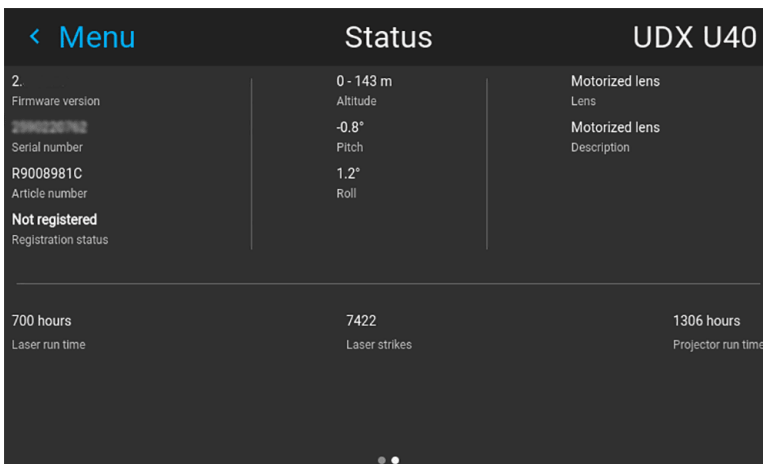 < Menu
Status
UDX U40
2.
Firmware version
Serial number
R9008981C
Article number
Not registered
Registration status
0 - 143 m
Altitude
-0.8°
Pitch
1.2°
Roll
Motorized lens
Lens
Motorized lens
Description
700 hours
Laser run time
7422
Laser strikes
1306 hours
Projector run time